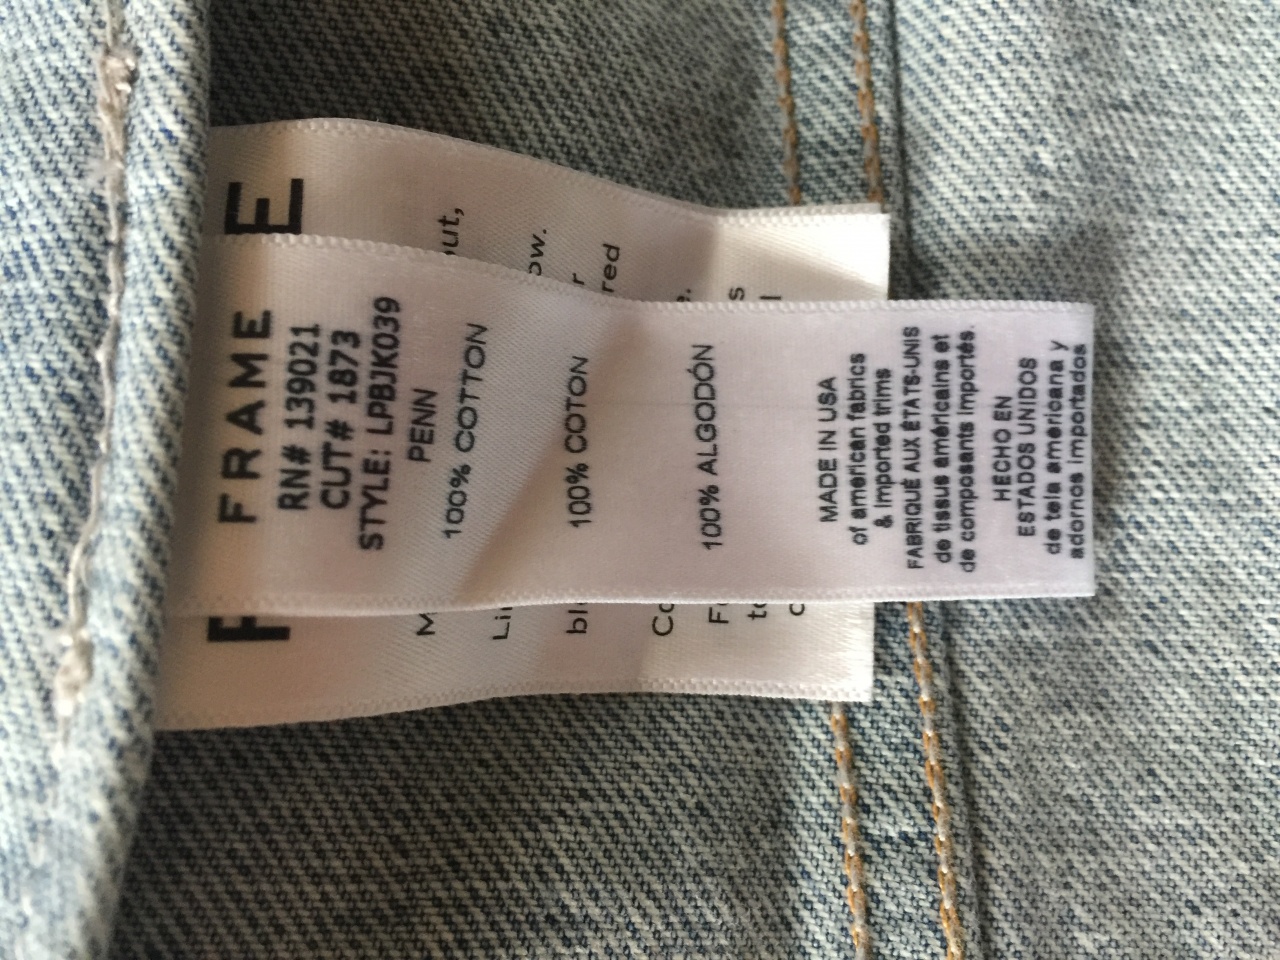 FRAME
RN# 139021
CUT# 1873
STYLE: LPBJK039
PENN
100% COTTON
100% COTON
100% ALGODÓN
MADE IN USA
of american fabrics
& imported trims
FABRIQUÉ AUX ÉTATS-UNIS
de tissus américains et
de composants importés.
HECHO EN
ESTADOS UNIDOS
de tela americana y
adornos importados